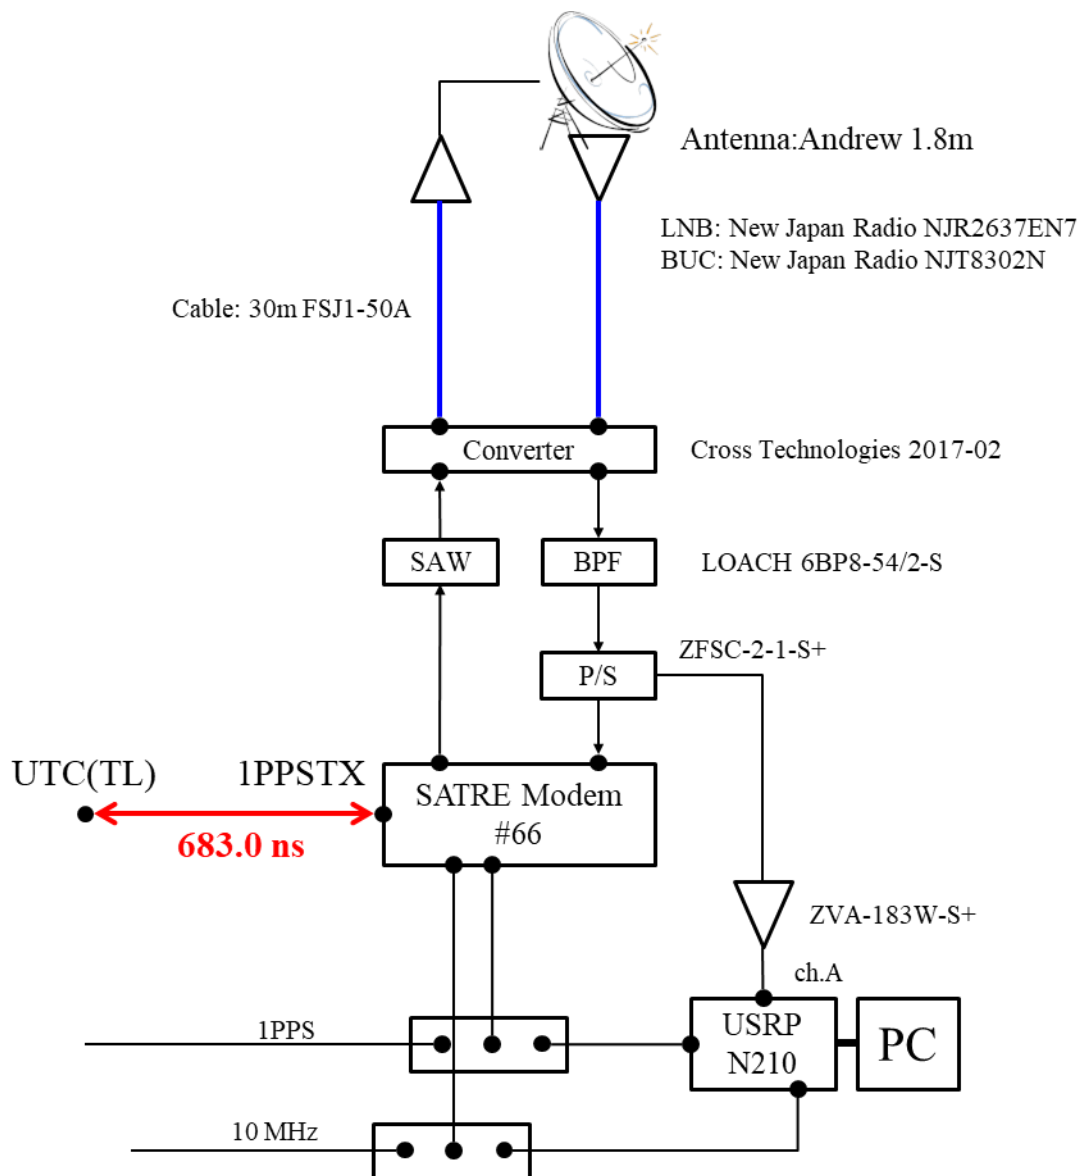 Antenna:Andrew 1.8m
LNB: New Japan Radio NJR2637EN7
BUC: New Japan Radio NJT8302N
Cable: 30m FSJ1-50A
Converter
Cross Technologies 2017-02
SAW
BPF
LOACH 6BP8-54/2-S
ZFSC-2-1-S+
P/S
UTC(TL)
1PPSTX
SATRE Modem
#66
683.0 ns
ZVA-183W-S+
ch.A
1PPS
USRP
N210
PC
10 MHz